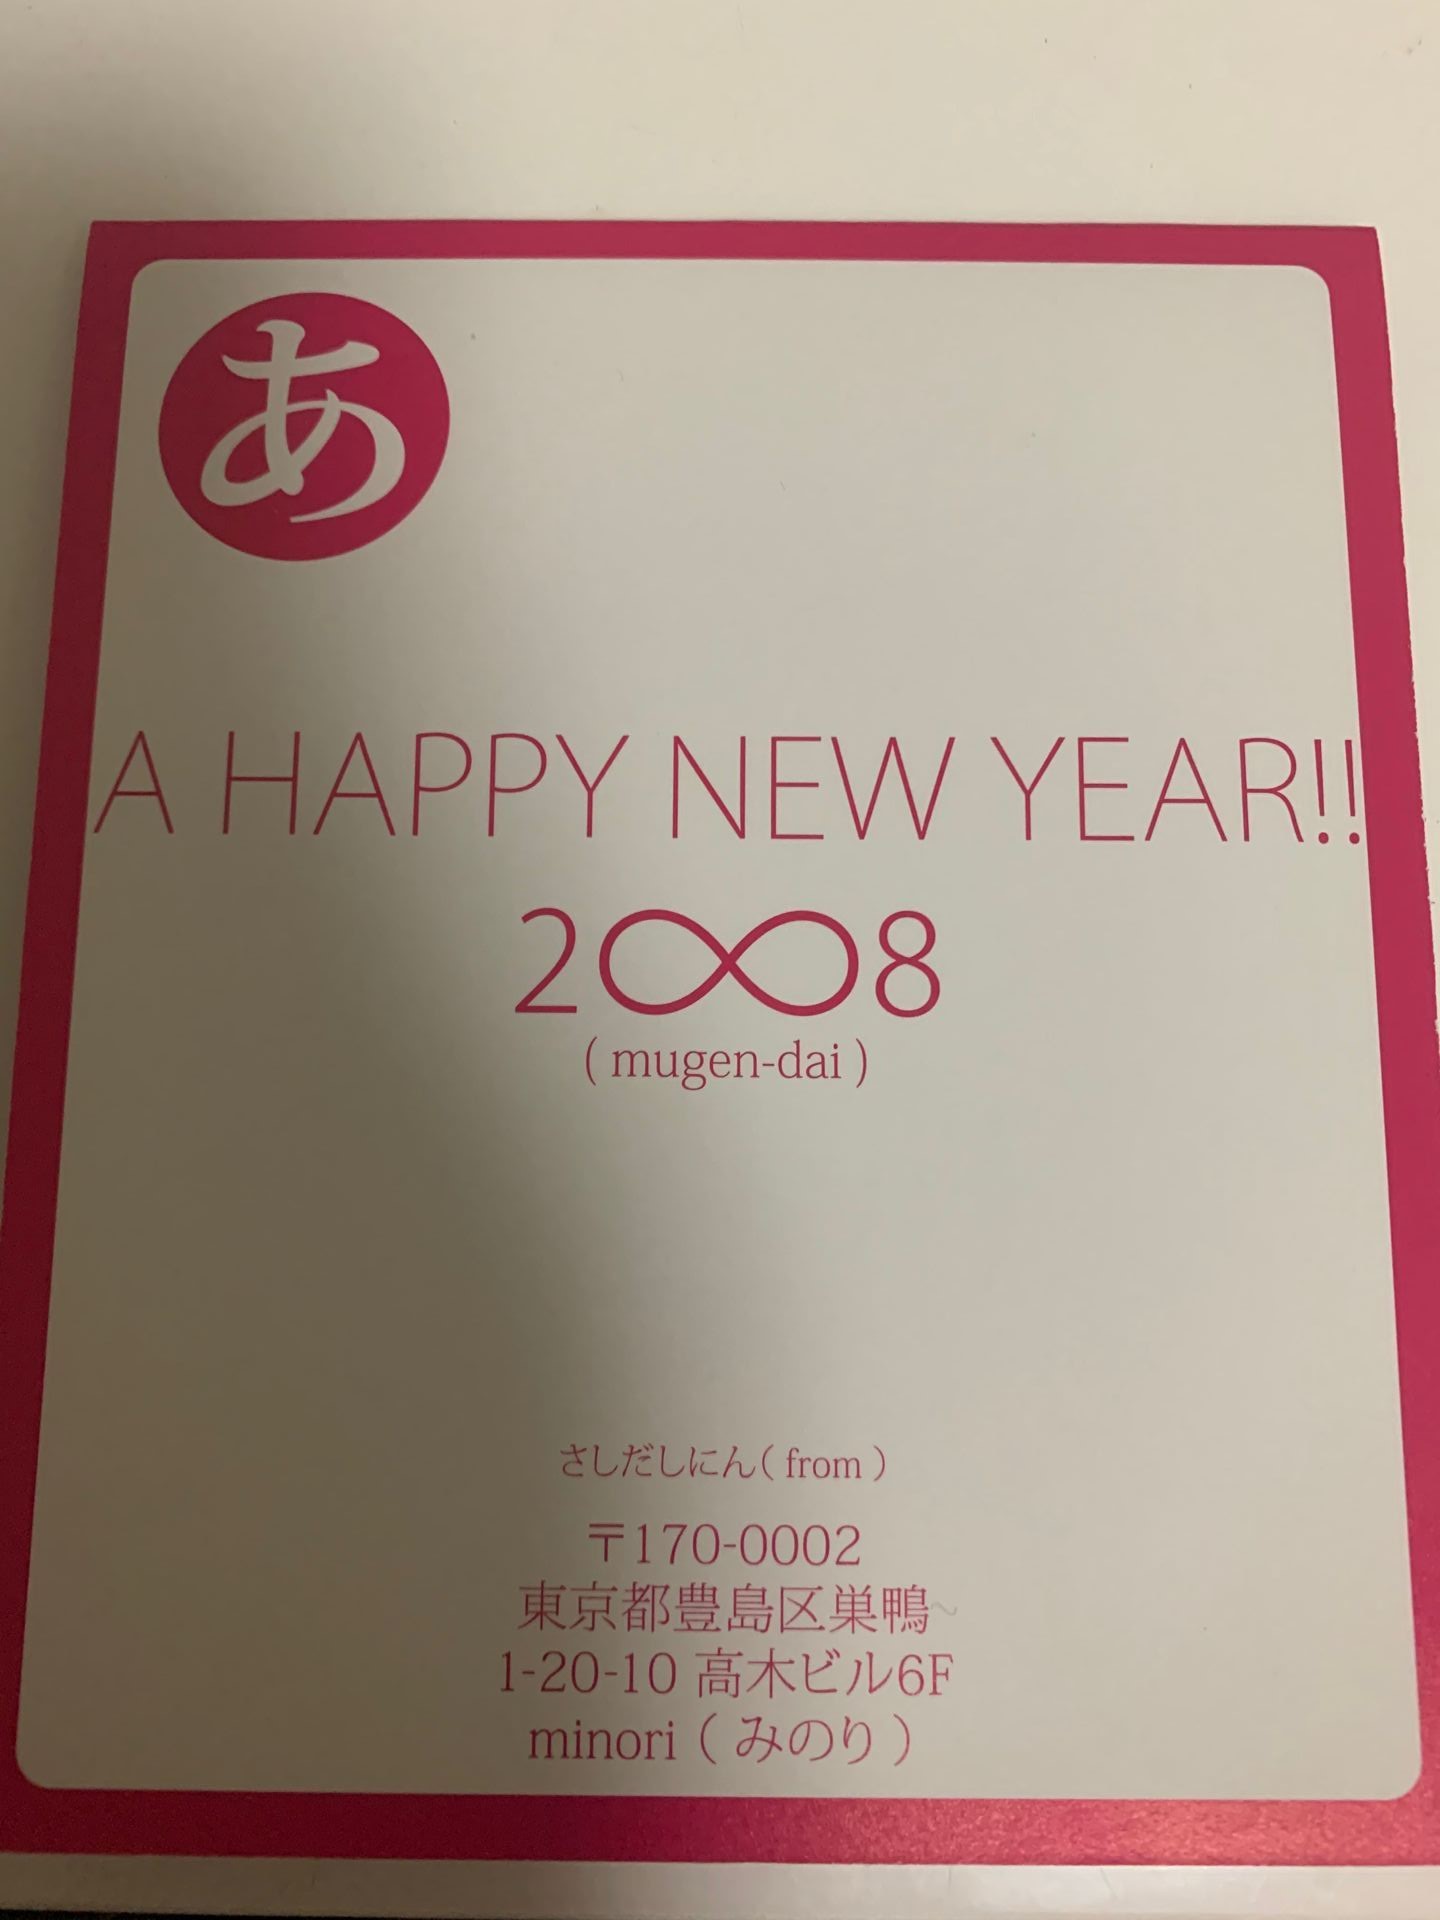 あ
A HAPPY NEW YEAR!!
2∞8
( mugen-dai )
さしだしにん( from )
〒170-0002
東京都豊島区巣鴨
1-20-10 高木ビル6F
minori ( みのり )